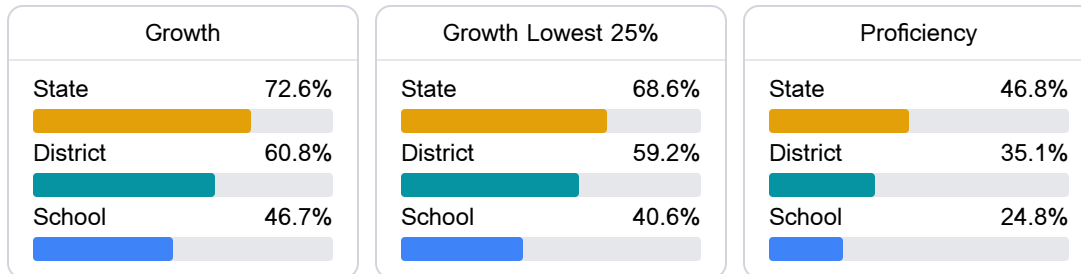 Growth
State 72.6%
District 60.8%
School 46.7%
Growth Lowest 25%
State 68.6%
District 59.2%
School 40.6%
Proficiency
State 46.8%
District 35.1%
School 24.8%